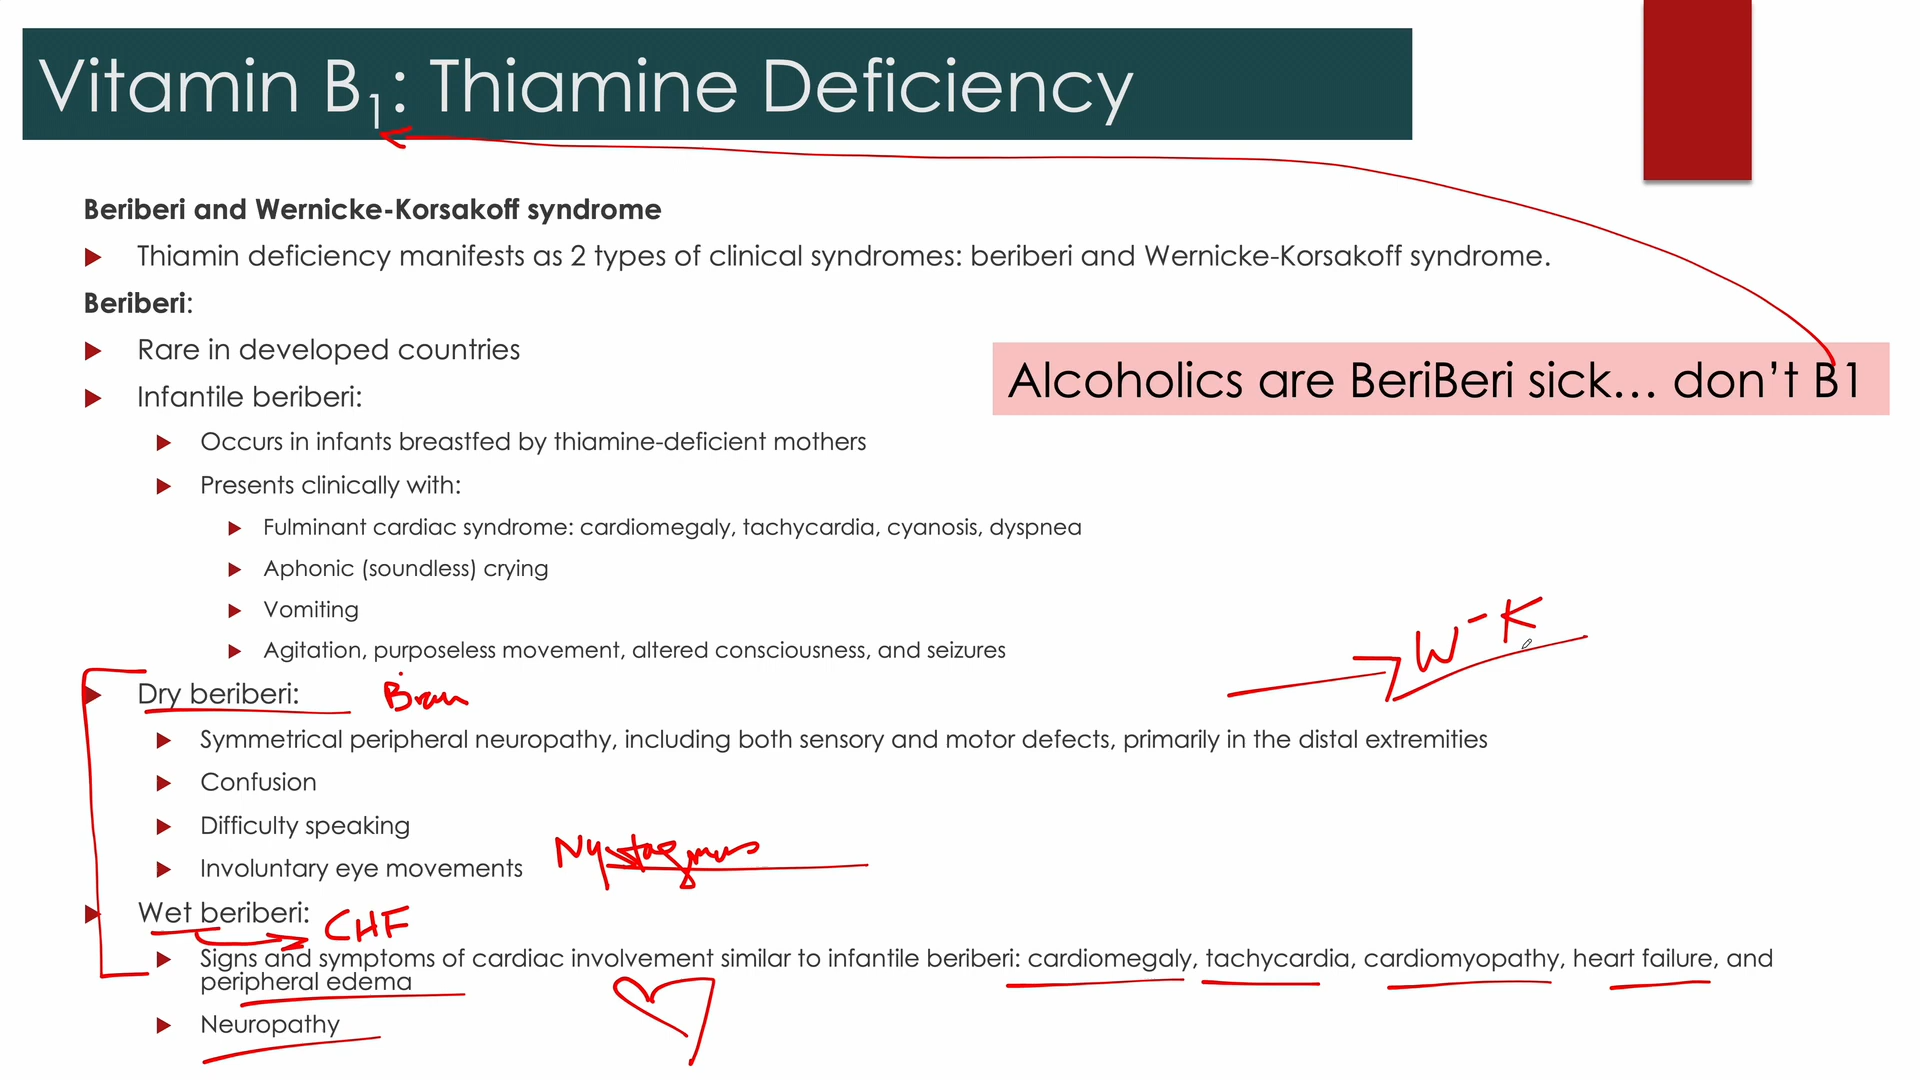 Vitamin B₁: Thiamine Deficiency
Beriberi and Wernicke-Korsakoff syndrome
Thiamin deficiency manifests as 2 types of clinical syndromes: beriberi and Wernicke-Korsakoff syndrome.
Beriberi:
Rare in developed countries
Alcoholics are BeriBeri sick… don’t B1
Infantile beriberi:
Occurs in infants breastfed by thiamine-deficient mothers
Presents clinically with:
Fulminant cardiac syndrome: cardiomegaly, tachycardia, cyanosis, dyspnea
Aphonic (soundless) crying
Vomiting
W-K
Agitation, purposeless movement, altered consciousness, and seizures
Dry beriberi:
Symmetrical peripheral neuropathy, including both sensory and motor defects, primarily in the distal extremities
Confusion
Difficulty speaking
Involuntary eye movements Nystagmus
Wet beriberi: CHF
Signs and symptoms of cardiac involvement similar to infantile beriberi: cardiomegaly, tachycardia, cardiomyopathy, heart failure, and
peripheral edema
Neuropathy